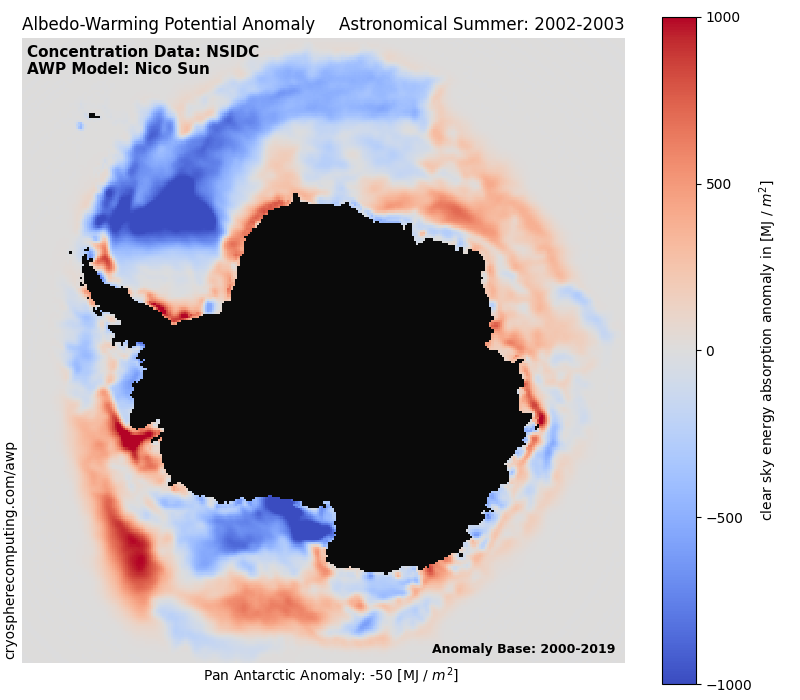 Albedo-Warming Potential Anomaly Astronomical Summer: 2002-2003
Concentration Data: NSIDC
AWP Model: Nico Sun
1000
500
0
−500
−1000
clear sky energy absorption anomaly in [MJ / m²]
cryospherecomputing.com/awp
Anomaly Base: 2000-2019
Pan Antarctic Anomaly: -50 [MJ / m²]